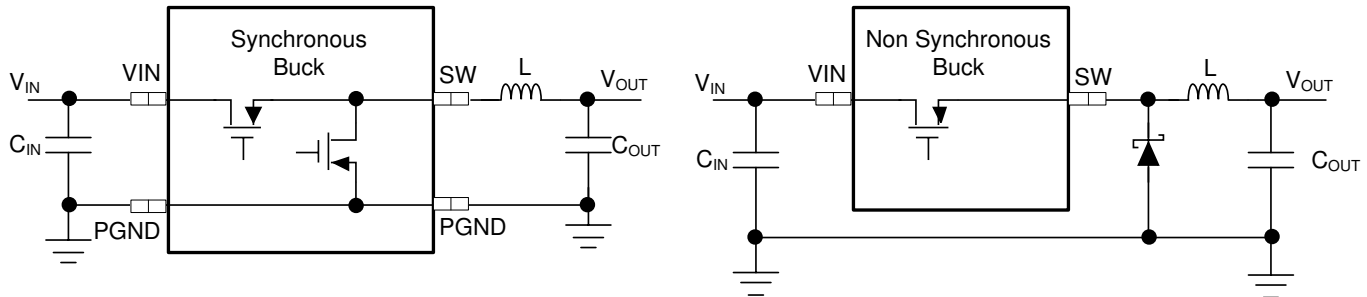 Synchronous
Buck
VIN
SW
L
V_IN
V_OUT
C_IN
C_OUT
PGND
PGND
Non Synchronous
Buck
VIN
SW
L
V_IN
V_OUT
C_IN
C_OUT